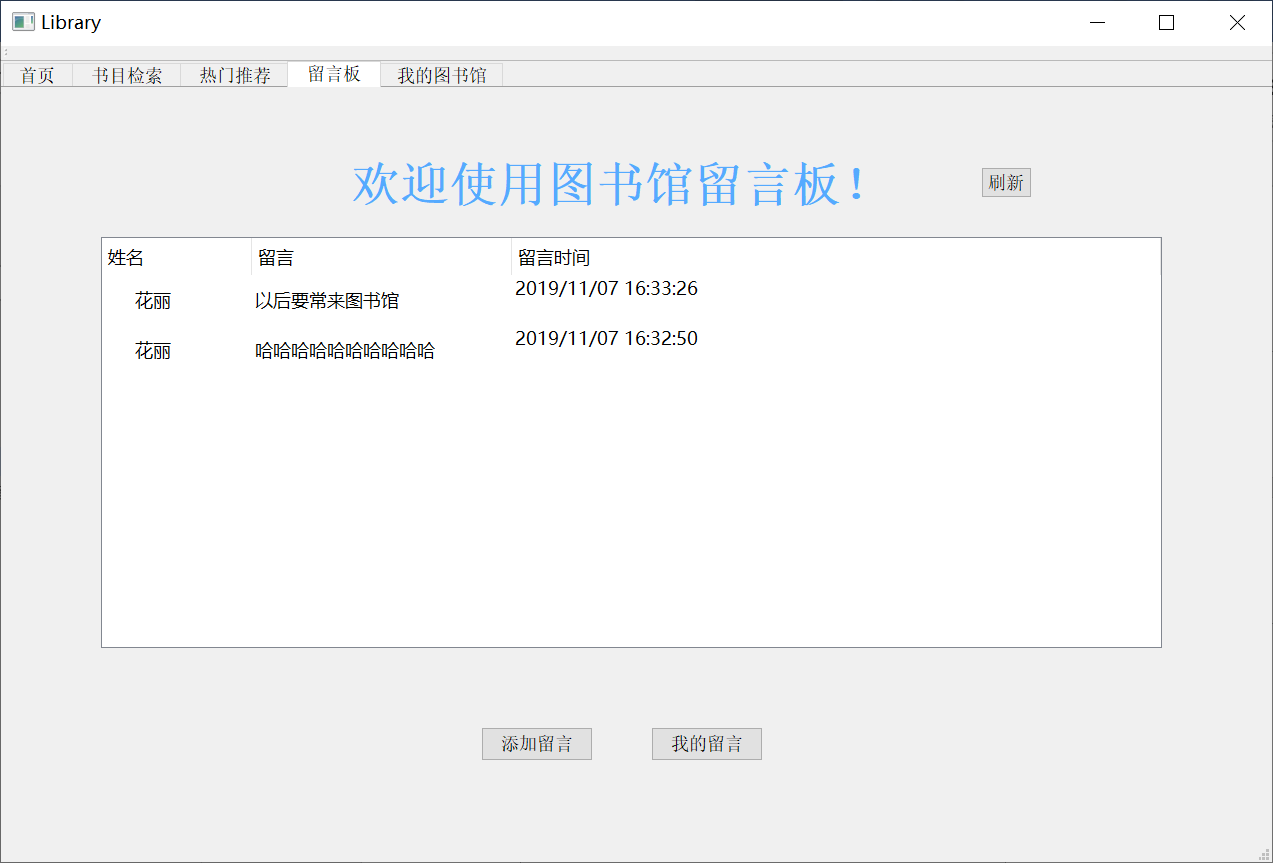 Library
首页 书目检索 热门推荐 留言板 我的图书馆
欢迎使用图书馆留言板！ 刷新
姓名 留言 留言时间
花丽 以后要常来图书馆 2019/11/07 16:33:26
花丽 哈哈哈哈哈哈哈哈哈哈 2019/11/07 16:32:50
添加留言 我的留言